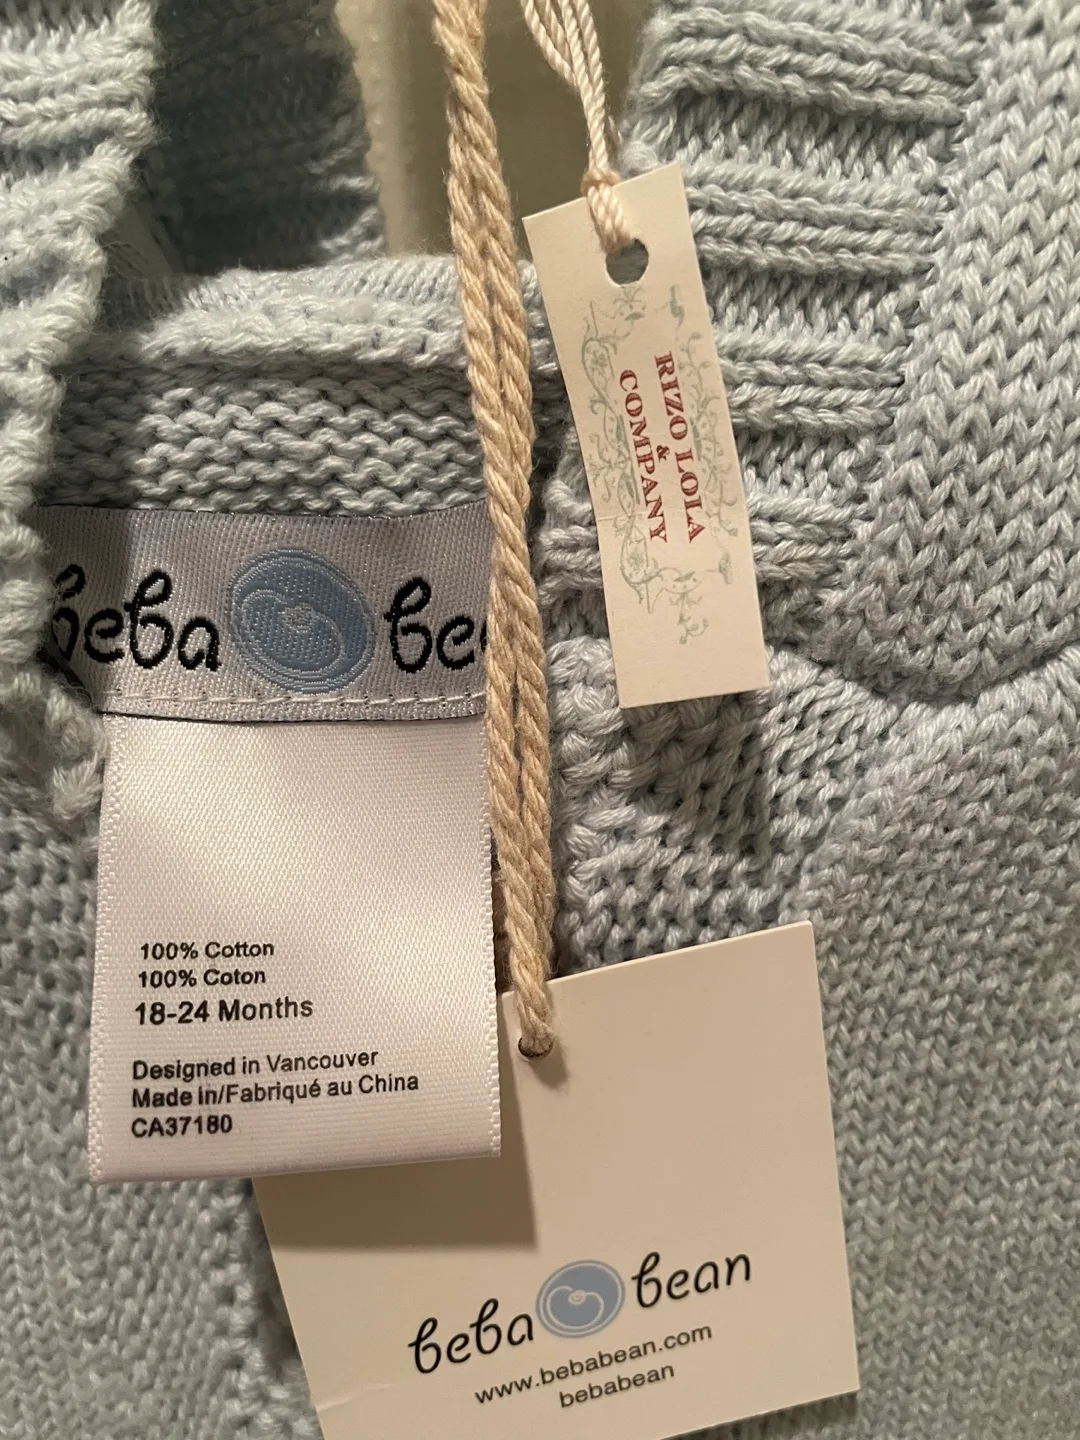 RIZO LOLA
&
COMPANY
beba
100% Cotton
100% Coton
18-24 Months
Designed in Vancouver
Made in/Fabriqué au China
CA37180
beba bean
www.bebabean.com
bebabean